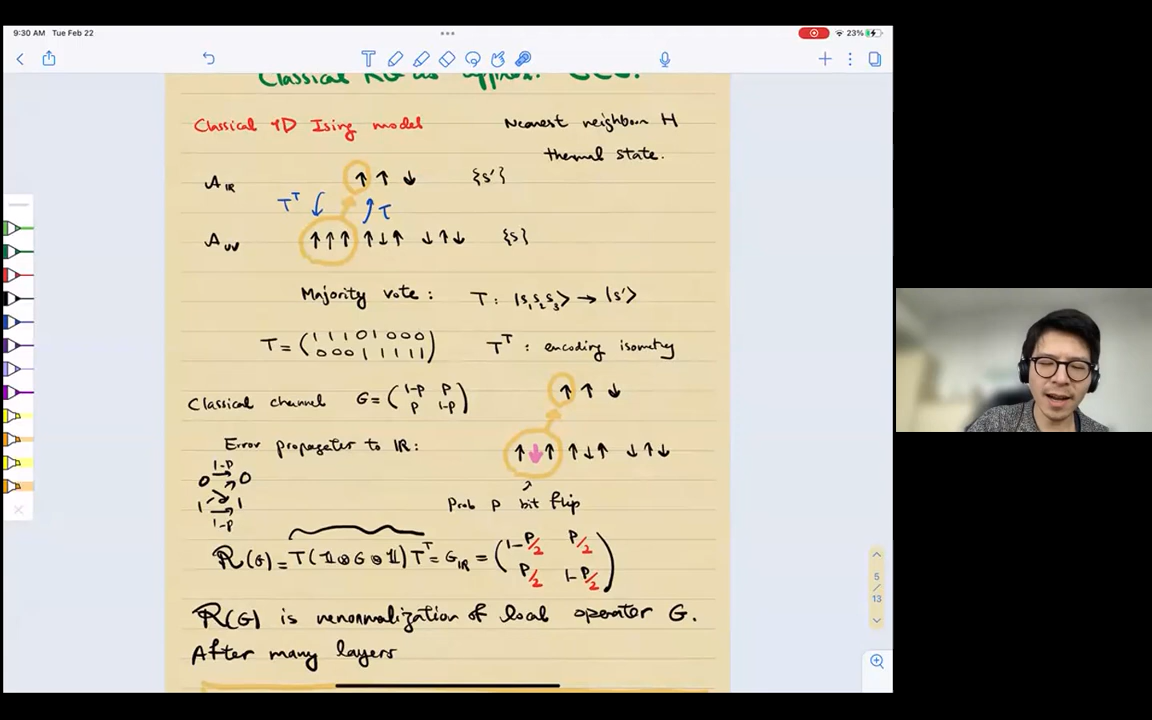 9:30 AM Tue Feb 22
23%
Classical RG as approx. QEC.
Classical 1D Ising model
Nearest neighbor H
thermal state.
A_IR ↑ ↑ ↓ {s'}
T^T T
A_UV ↑↑↑ ↑↓↑ ↓↑↓ {s}
Majority vote : T : |s₁s₂s₃⟩ → |s'⟩
T = (1 1 1 0 1 0 0 0
0 0 0 1 0 1 1 1)
T^T : encoding isometry
Classical channel G = (1-p p
p 1-p)
↑ ↑ ↓
Error propagates to IR :
↑↓↑ ↑↓↑ ↓↑↓
1-p
0 → 0
1 → 1
1-p
Prob p bit flip
R(G) = T(𝟙⊗G⊗𝟙)T^T = G_IR = (1-p/2 p/2
p/2 1-p/2)
R(G) is renormalization of local operator G.
After many layers
5
/
13